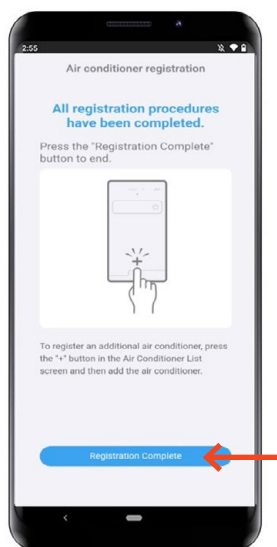 2:55
Air conditioner registration
All registration procedures
have been completed.
Press the "Registration Complete"
button to end.
To register an additional air conditioner, press
the "+" button in the Air Conditioner List
screen and then add the air conditioner.
Registration Complete